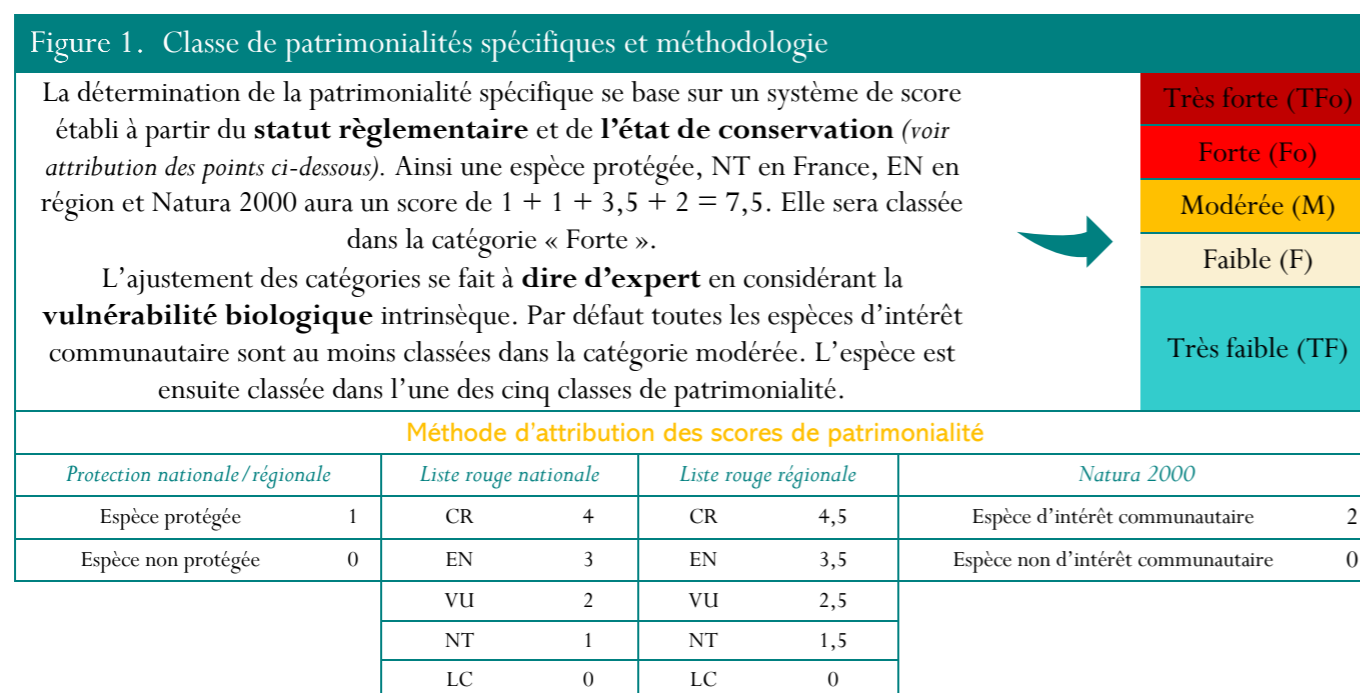 Figure 1. Classe de patrimonialités spécifiques et méthodologie
La détermination de la patrimonialité spécifique se base sur un système de score
établi à partir du statut règlementaire et de l'état de conservation (voir
attribution des points ci-dessous). Ainsi une espèce protégée, NT en France, EN en
région et Natura 2000 aura un score de 1 + 1 + 3,5 + 2 = 7,5. Elle sera classée
dans la catégorie « Forte ».
L'ajustement des catégories se fait à dire d'expert en considérant la
vulnérabilité biologique intrinsèque. Par défaut toutes les espèces d'intérêt
communautaire sont au moins classées dans la catégorie modérée. L'espèce est
ensuite classée dans l'une des cinq classes de patrimonialité.
Très forte (TFo)
Forte (Fo)
Modérée (M)
Faible (F)
Très faible (TF)
Méthode d'attribution des scores de patrimonialité
Protection nationale/régionale Liste rouge nationale Liste rouge régionale Natura 2000
Espèce protégée 1 CR 4 CR 4,5 Espèce d'intérêt communautaire 2
Espèce non protégée 0 EN 3 EN 3,5 Espèce non d'intérêt communautaire 0
VU 2 VU 2,5
NT 1 NT 1,5
LC 0 LC 0